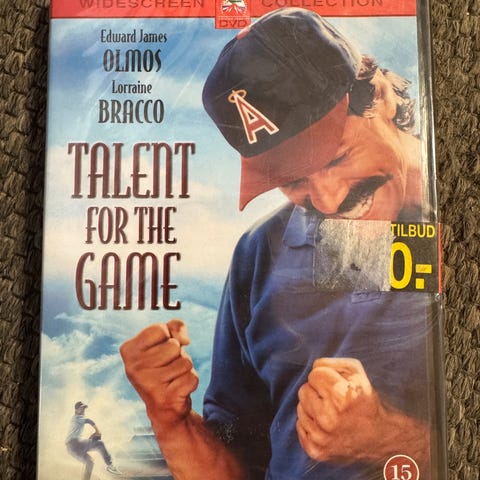 WIDESCREEN COLLECTION
DVD
Edward James
OLMOS
Lorraine
BRACCO
TALENT
FOR THE
GAME
A
TILBUD
0:-
15